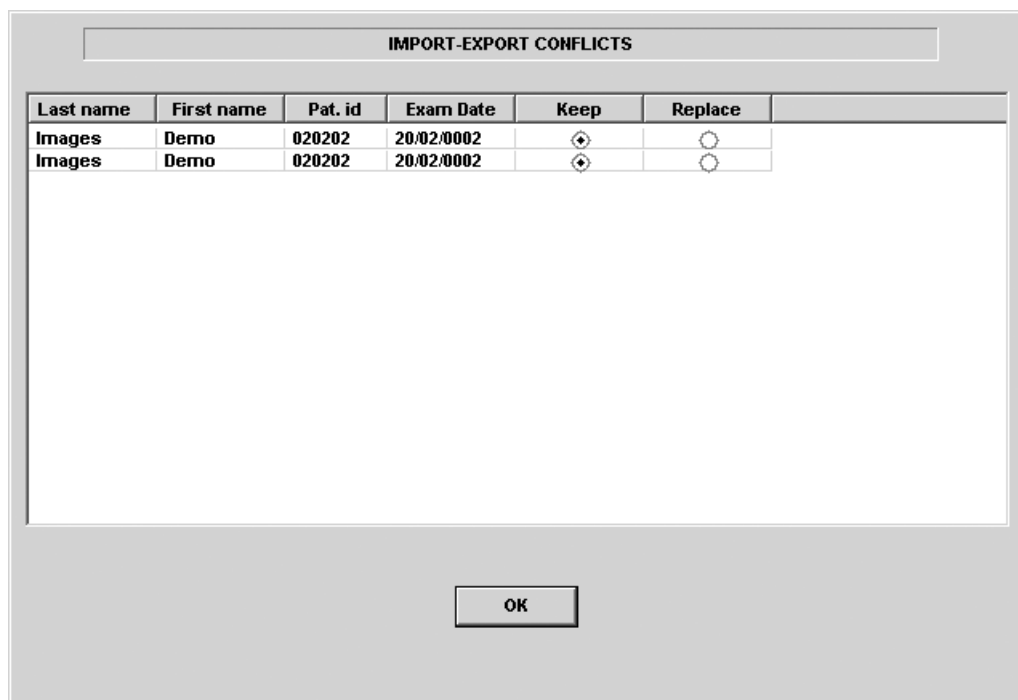 IMPORT-EXPORT CONFLICTS
Last name First name Pat. id Exam Date Keep Replace
Images Demo 020202 20/02/0002
Images Demo 020202 20/02/0002
OK